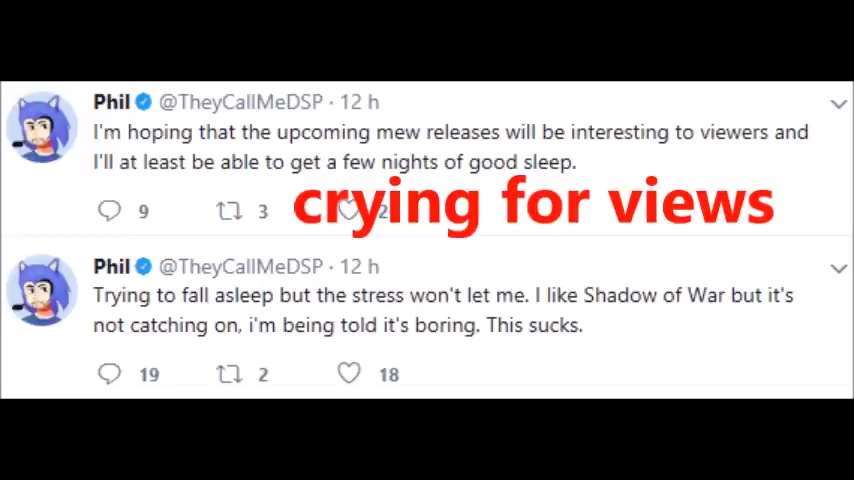 Phil @TheyCallMeDSP · 12 h
I'm hoping that the upcoming mew releases will be interesting to viewers and
I'll at least be able to get a few nights of good sleep.
9 3 2
crying for views
Phil @TheyCallMeDSP · 12 h
Trying to fall asleep but the stress won't let me. I like Shadow of War but it's
not catching on, i'm being told it's boring. This sucks.
19 2 18